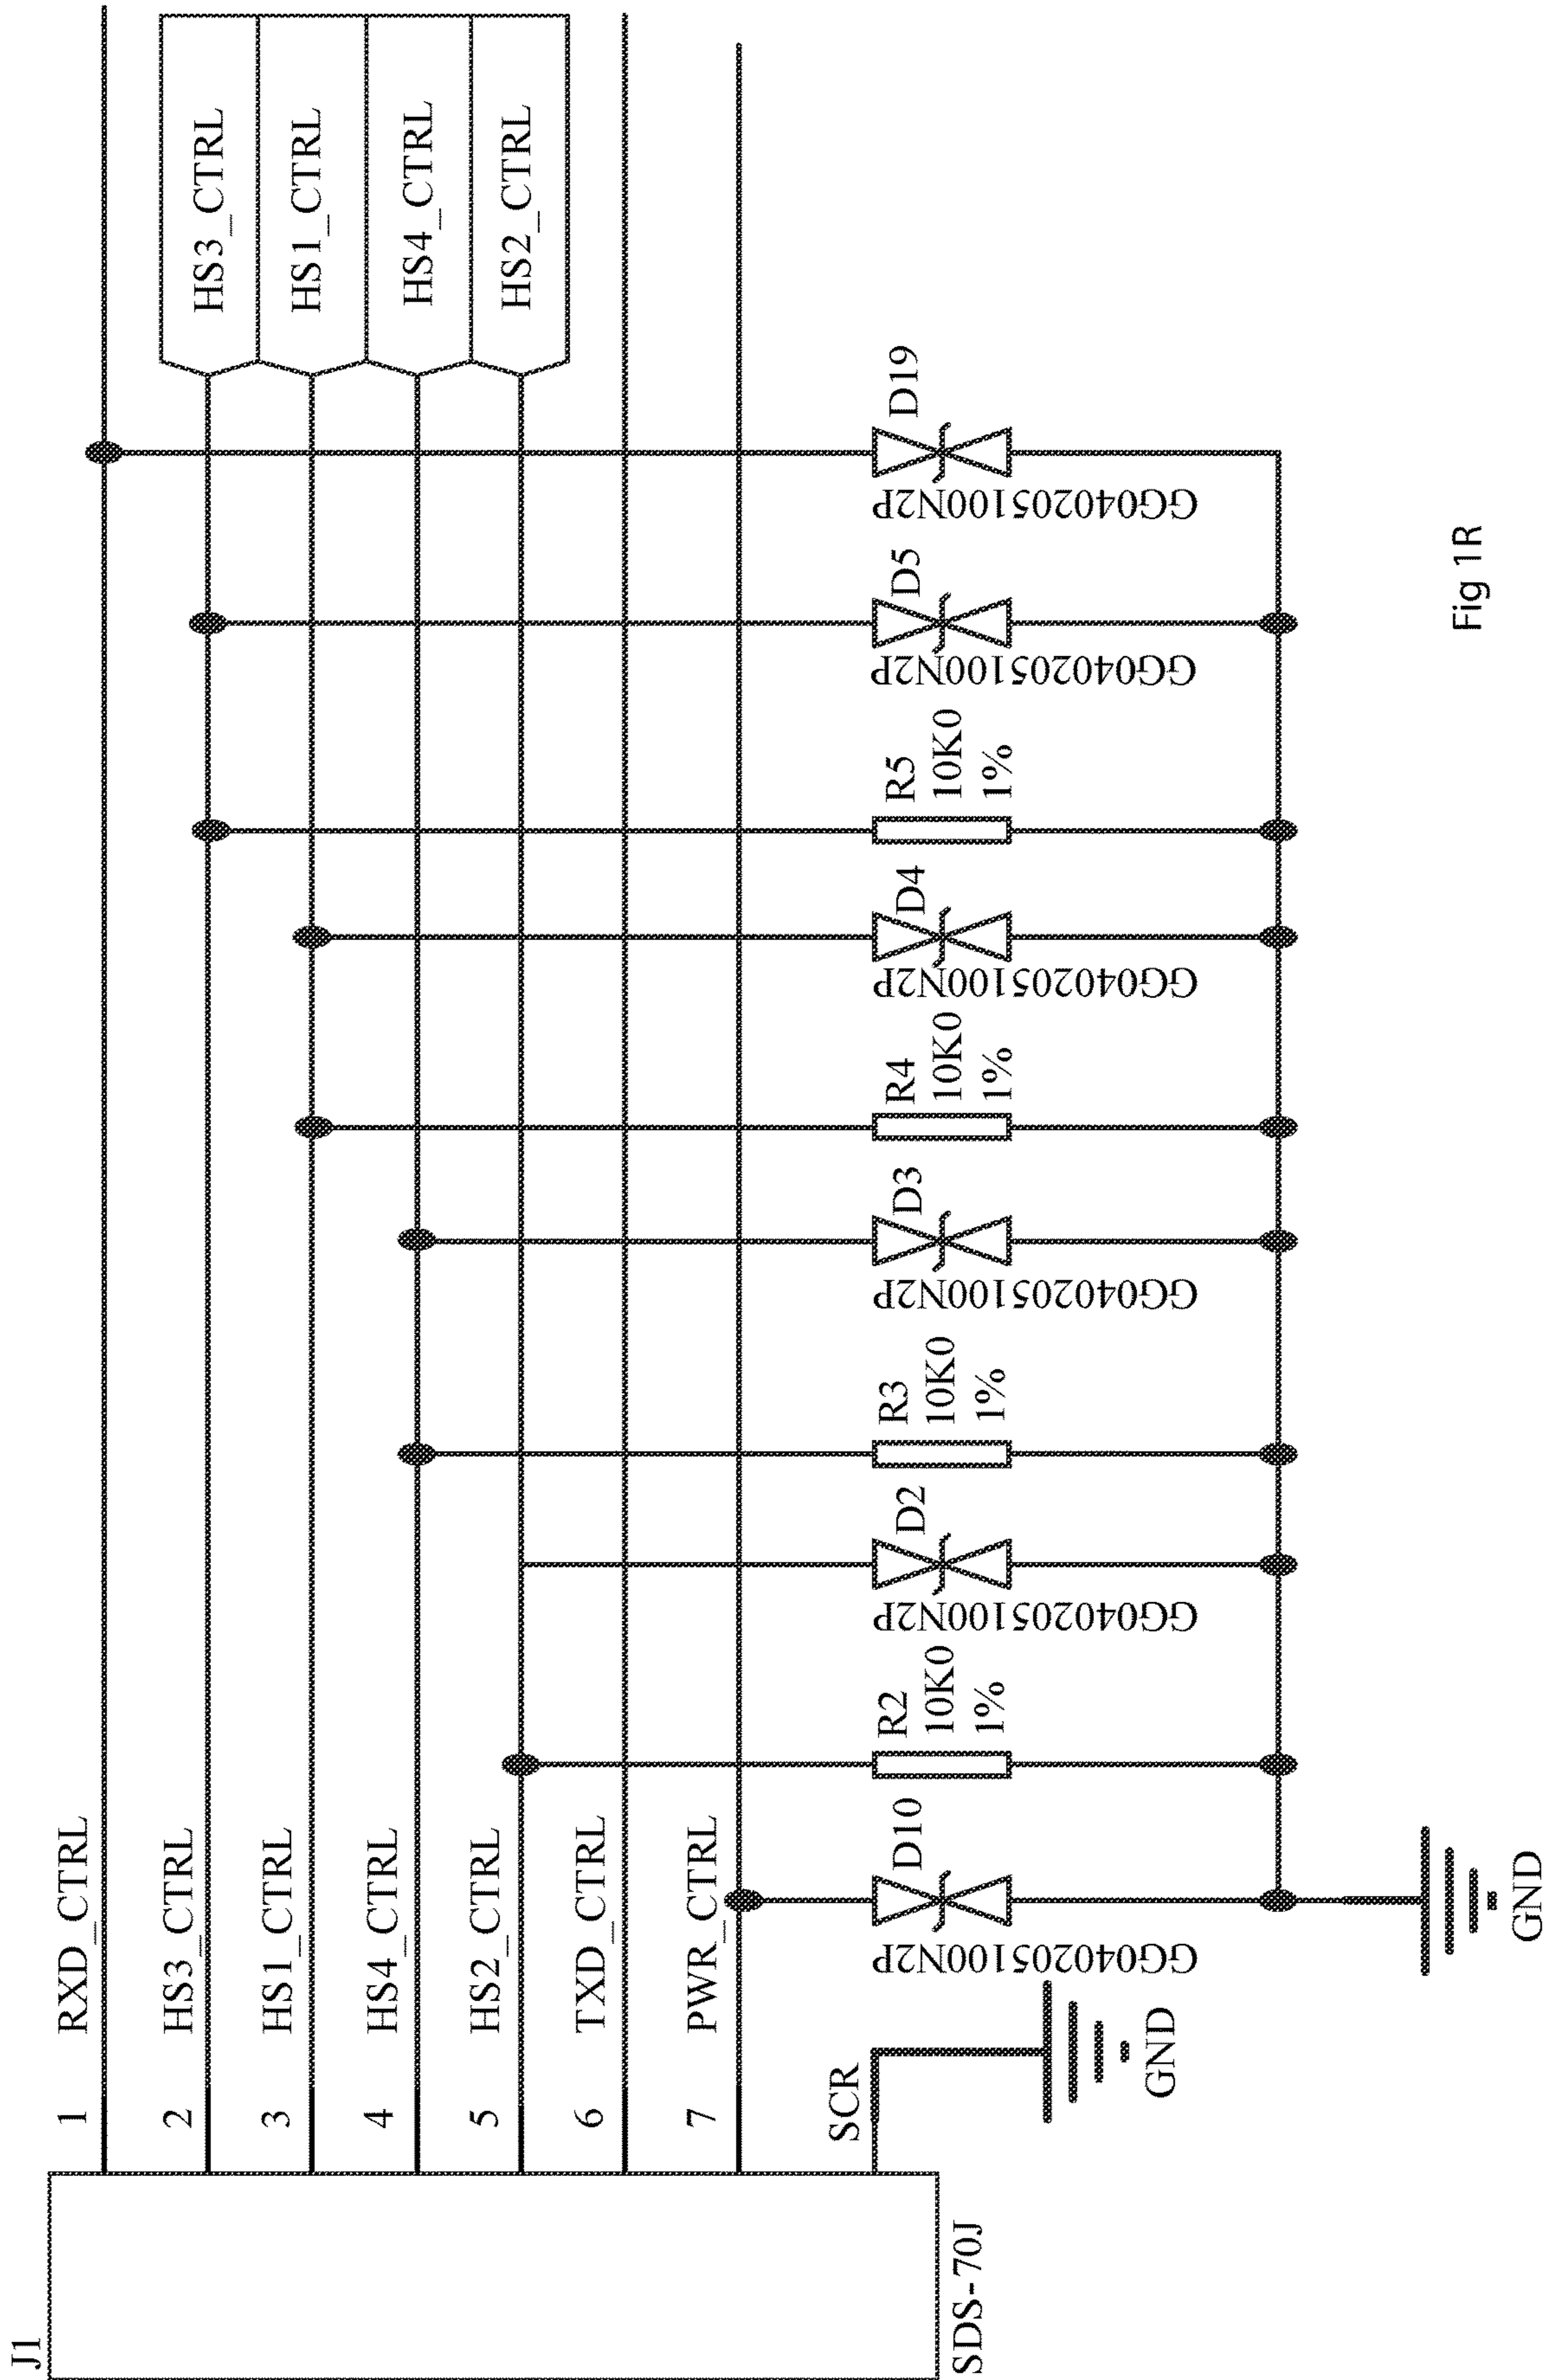 J1
1 RXD_CTRL
2 HS3_CTRL
HS3_CTRL
3 HS1_CTRL
HS1_CTRL
4 HS4_CTRL
HS4_CTRL
5 HS2_CTRL
HS2_CTRL
6 TXD_CTRL
7 PWR_CTRL
SCR
SDS-70J
GND
D10
GG040205100N2P
R2
10K0
1%
D2
GG040205100N2P
R3
10K0
1%
D3
GG040205100N2P
R4
10K0
1%
D4
GG040205100N2P
R5
10K0
1%
D5
GG040205100N2P
D19
GG040205100N2P
GND
Fig 1R